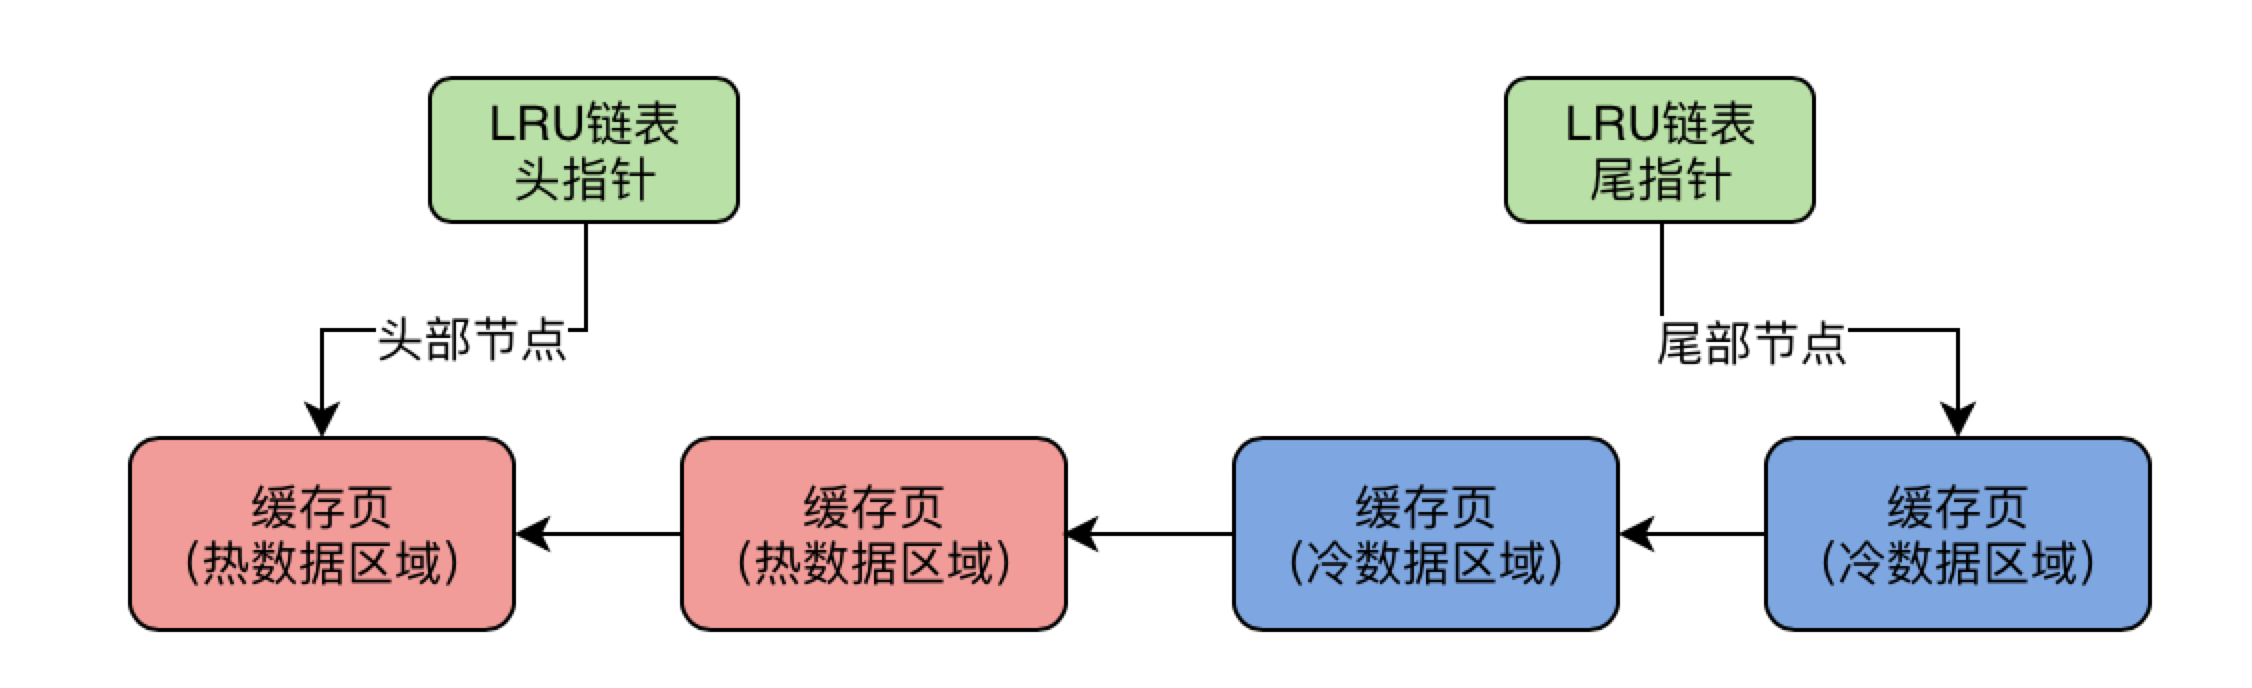 LRU链表
头指针
LRU链表
尾指针
头部节点
尾部节点
缓存页
(热数据区域)
缓存页
(热数据区域)
缓存页
(冷数据区域)
缓存页
(冷数据区域)